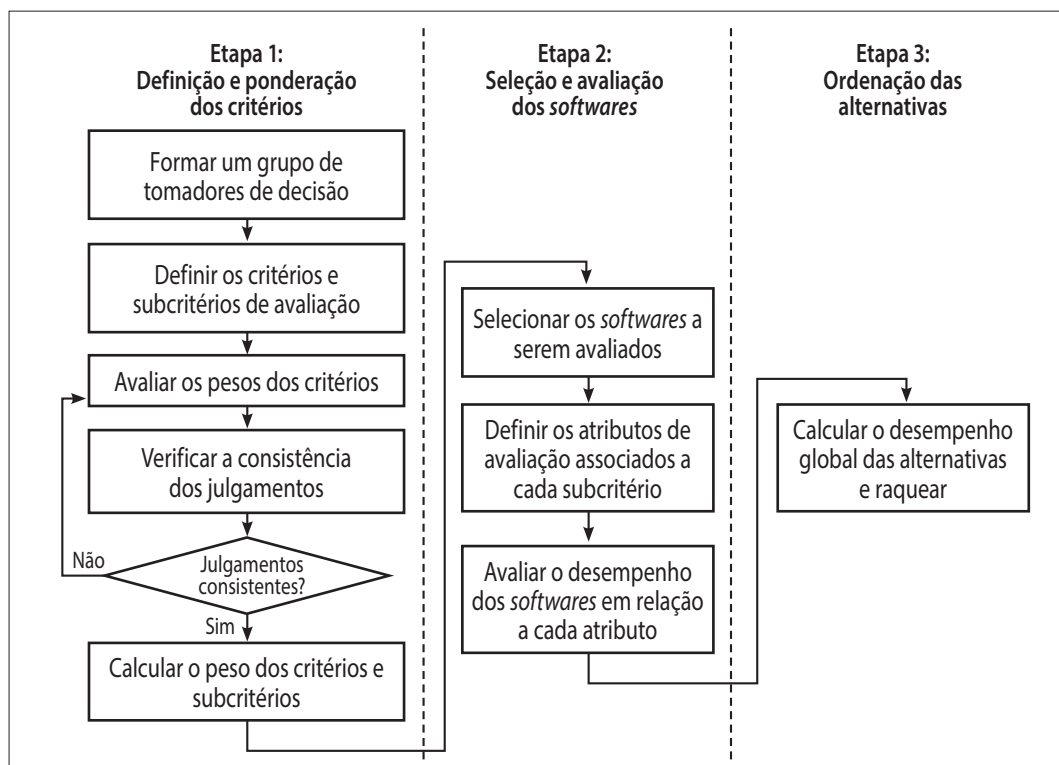 Etapa 1:
Definição e ponderação
dos critérios
Formar um grupo de
tomadores de decisão
Definir os critérios e
subcritérios de avaliação
Avaliar os pesos dos critérios
Verificar a consistência
dos julgamentos
Não
Julgamentos
consistentes?
Sim
Calcular o peso dos critérios e
subcritérios
Etapa 2:
Seleção e avaliação
dos softwares
Selecionar os softwares a
serem avaliados
Definir os atributos de
avaliação associados a
cada subcritério
Avaliar o desempenho
dos softwares em relação
a cada atributo
Etapa 3:
Ordenação das
alternativas
Calcular o desempenho
global das alternativas
e raquear